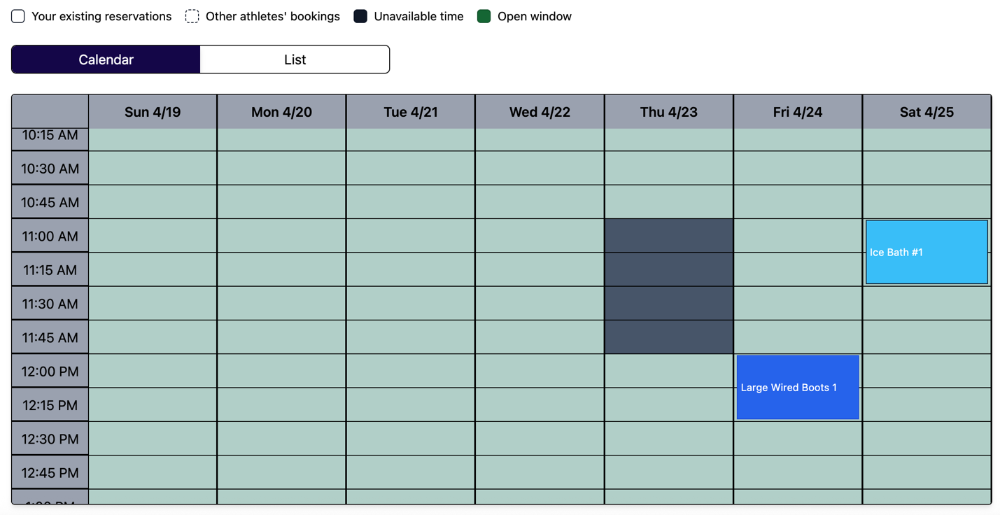 Your existing reservations Other athletes' bookings Unavailable time Open window
Calendar List
Sun 4/19 Mon 4/20 Tue 4/21 Wed 4/22 Thu 4/23 Fri 4/24 Sat 4/25
10:15 AM
10:30 AM
10:45 AM
11:00 AM
Ice Bath #1
11:15 AM
11:30 AM
11:45 AM
12:00 PM
Large Wired Boots 1
12:15 PM
12:30 PM
12:45 PM